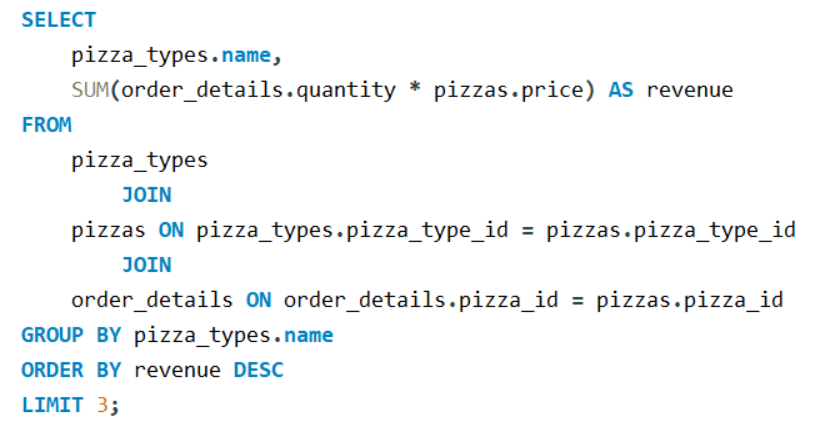 SELECT
pizza_types.name,
SUM(order_details.quantity * pizzas.price) AS revenue
FROM
pizza_types
JOIN
pizzas ON pizza_types.pizza_type_id = pizzas.pizza_type_id
JOIN
order_details ON order_details.pizza_id = pizzas.pizza_id
GROUP BY pizza_types.name
ORDER BY revenue DESC
LIMIT 3;